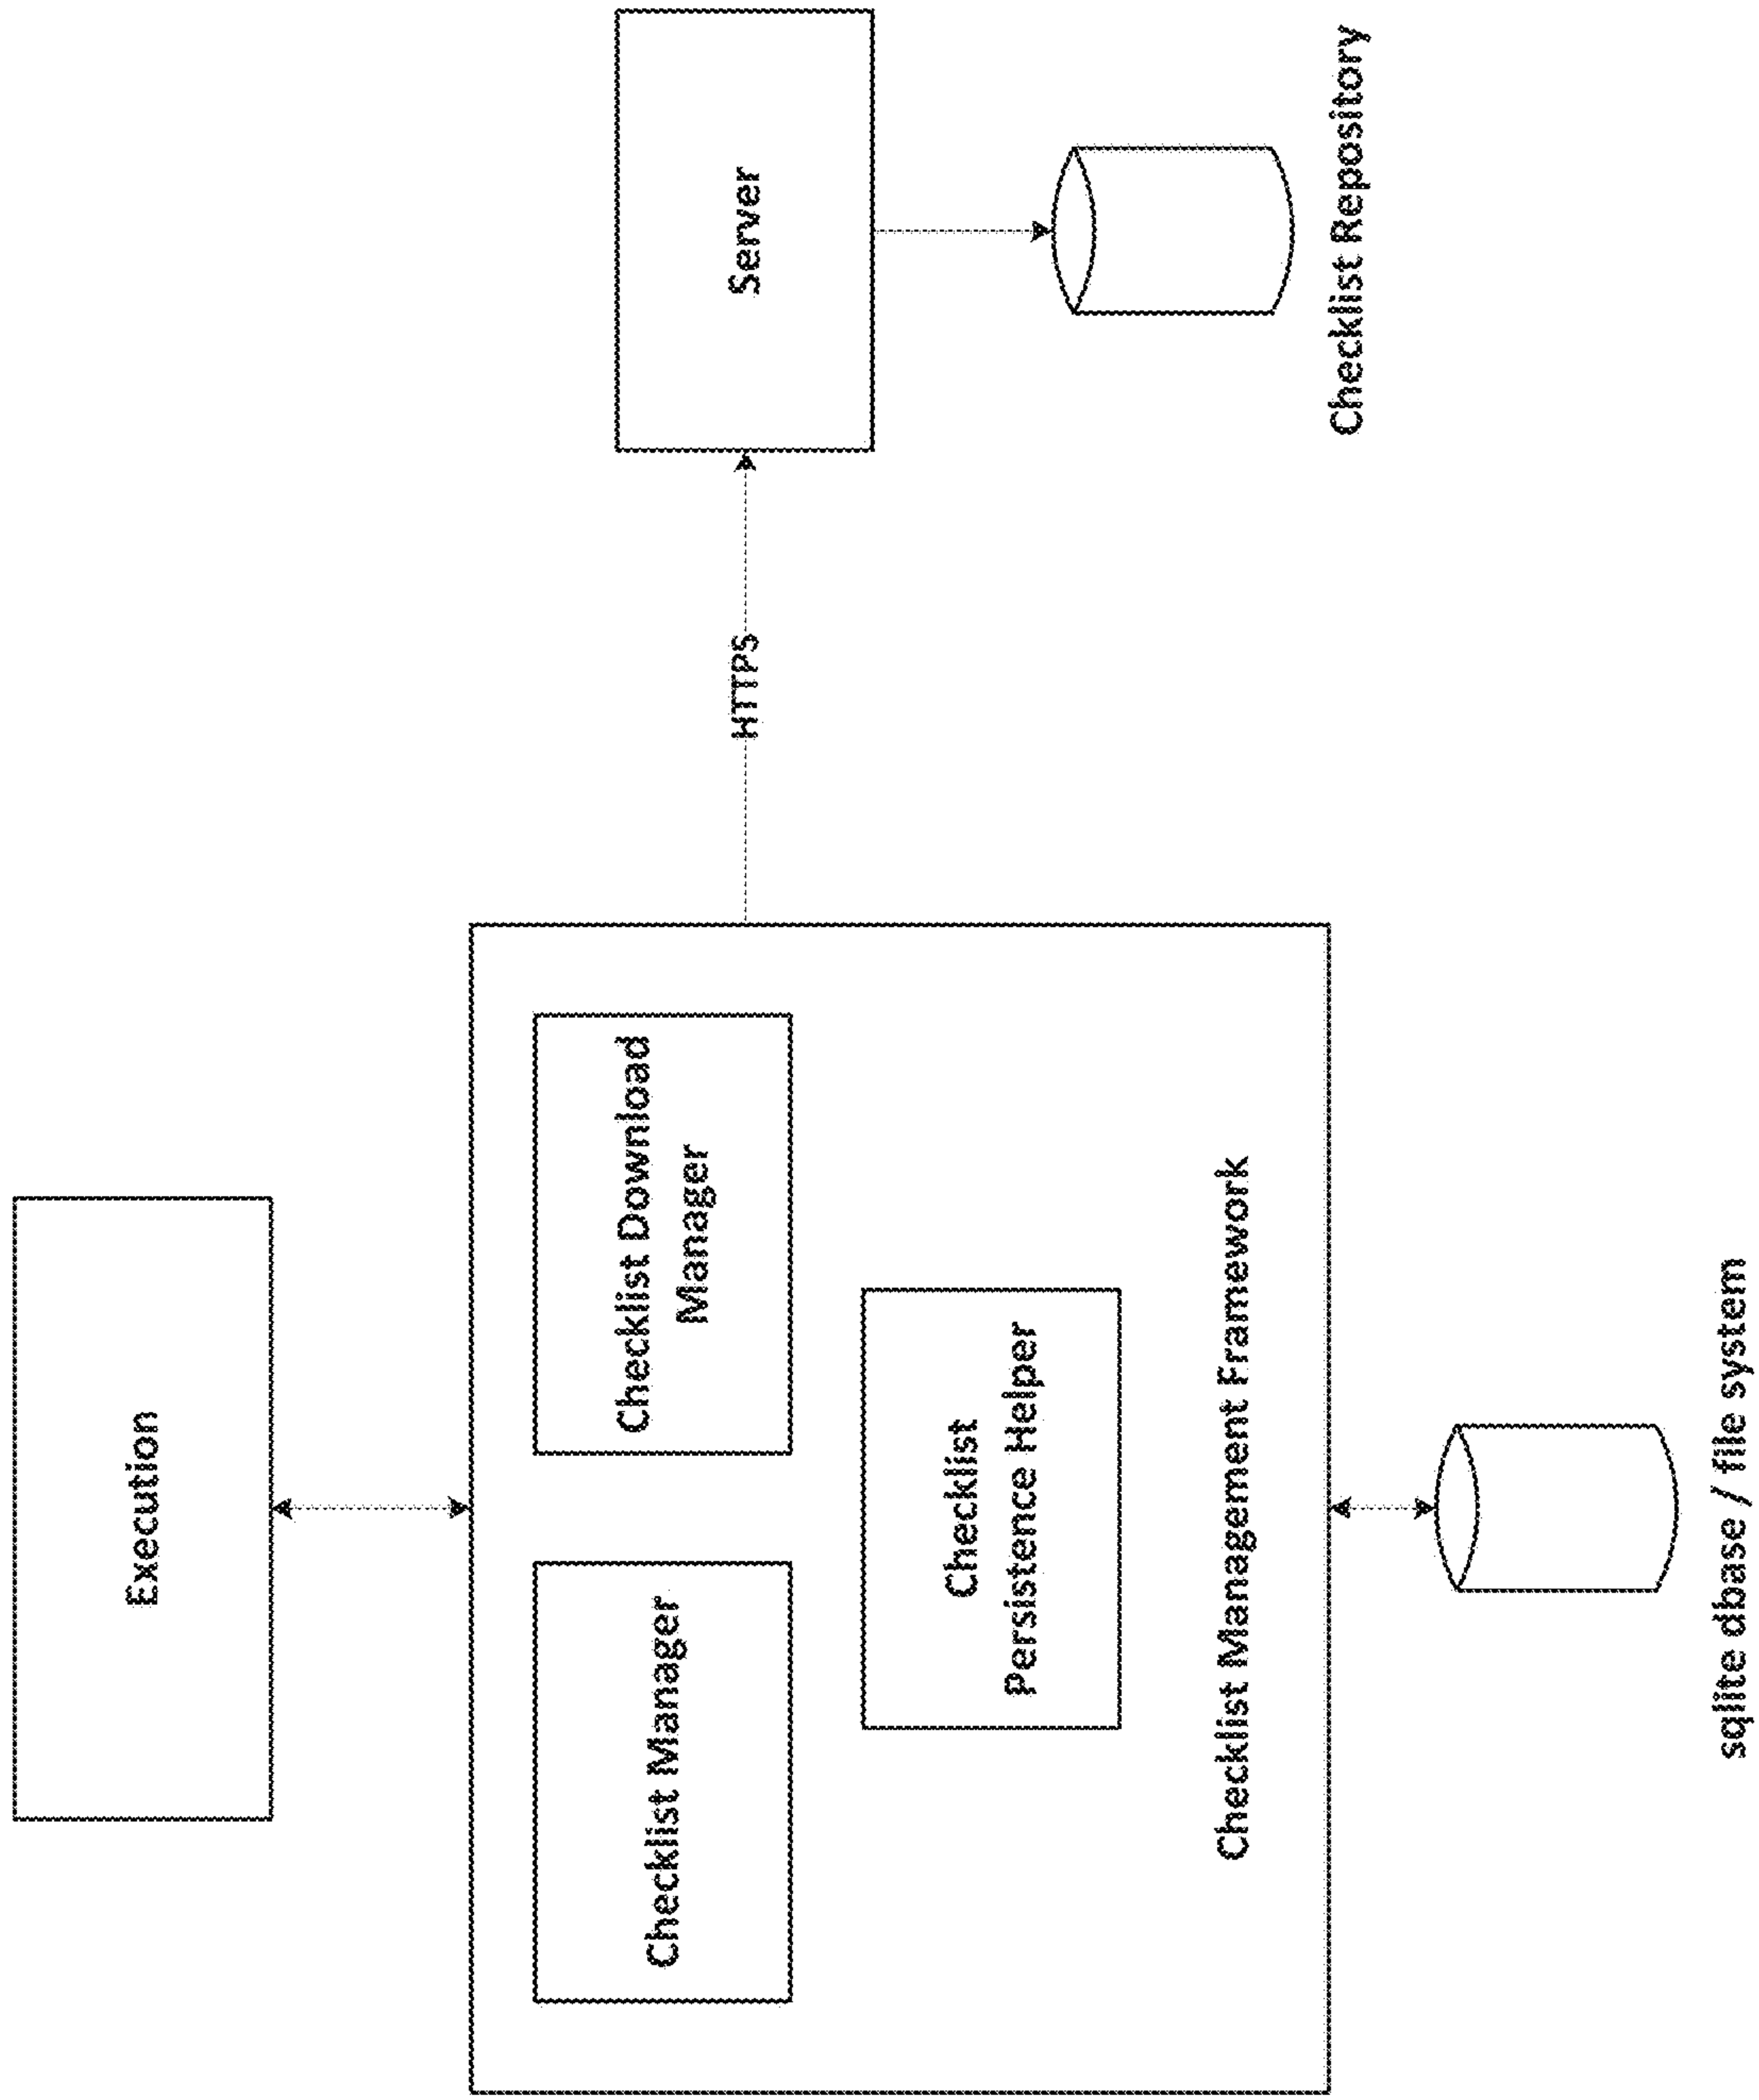 Execution
Checklist Manager
Checklist Download
Manager
Checklist
Persistence Helper
Checklist Management Framework
sqlite dbase / file system
HTTPS
Server
Checklist Repository